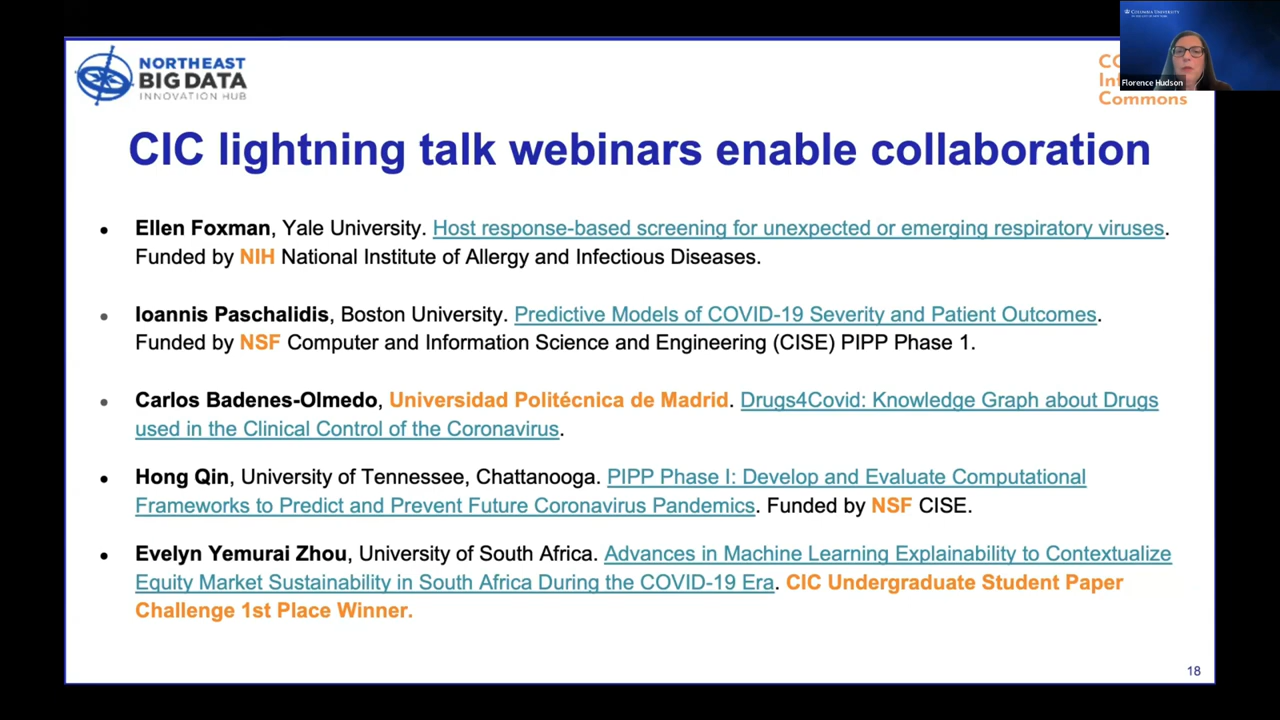 COLUMBIA UNIVERSITY
Florence Hudson
NORTHEAST
BIG DATA
INNOVATION HUB
Commons
CIC lightning talk webinars enable collaboration
• Ellen Foxman, Yale University. Host response-based screening for unexpected or emerging respiratory viruses.
Funded by NIH National Institute of Allergy and Infectious Diseases.
• Ioannis Paschalidis, Boston University. Predictive Models of COVID-19 Severity and Patient Outcomes.
Funded by NSF Computer and Information Science and Engineering (CISE) PIPP Phase 1.
• Carlos Badenes-Olmedo, Universidad Politécnica de Madrid. Drugs4Covid: Knowledge Graph about Drugs
used in the Clinical Control of the Coronavirus.
• Hong Qin, University of Tennessee, Chattanooga. PIPP Phase I: Develop and Evaluate Computational
Frameworks to Predict and Prevent Future Coronavirus Pandemics. Funded by NSF CISE.
• Evelyn Yemurai Zhou, University of South Africa. Advances in Machine Learning Explainability to Contextualize
Equity Market Sustainability in South Africa During the COVID-19 Era. CIC Undergraduate Student Paper
Challenge 1st Place Winner.
18